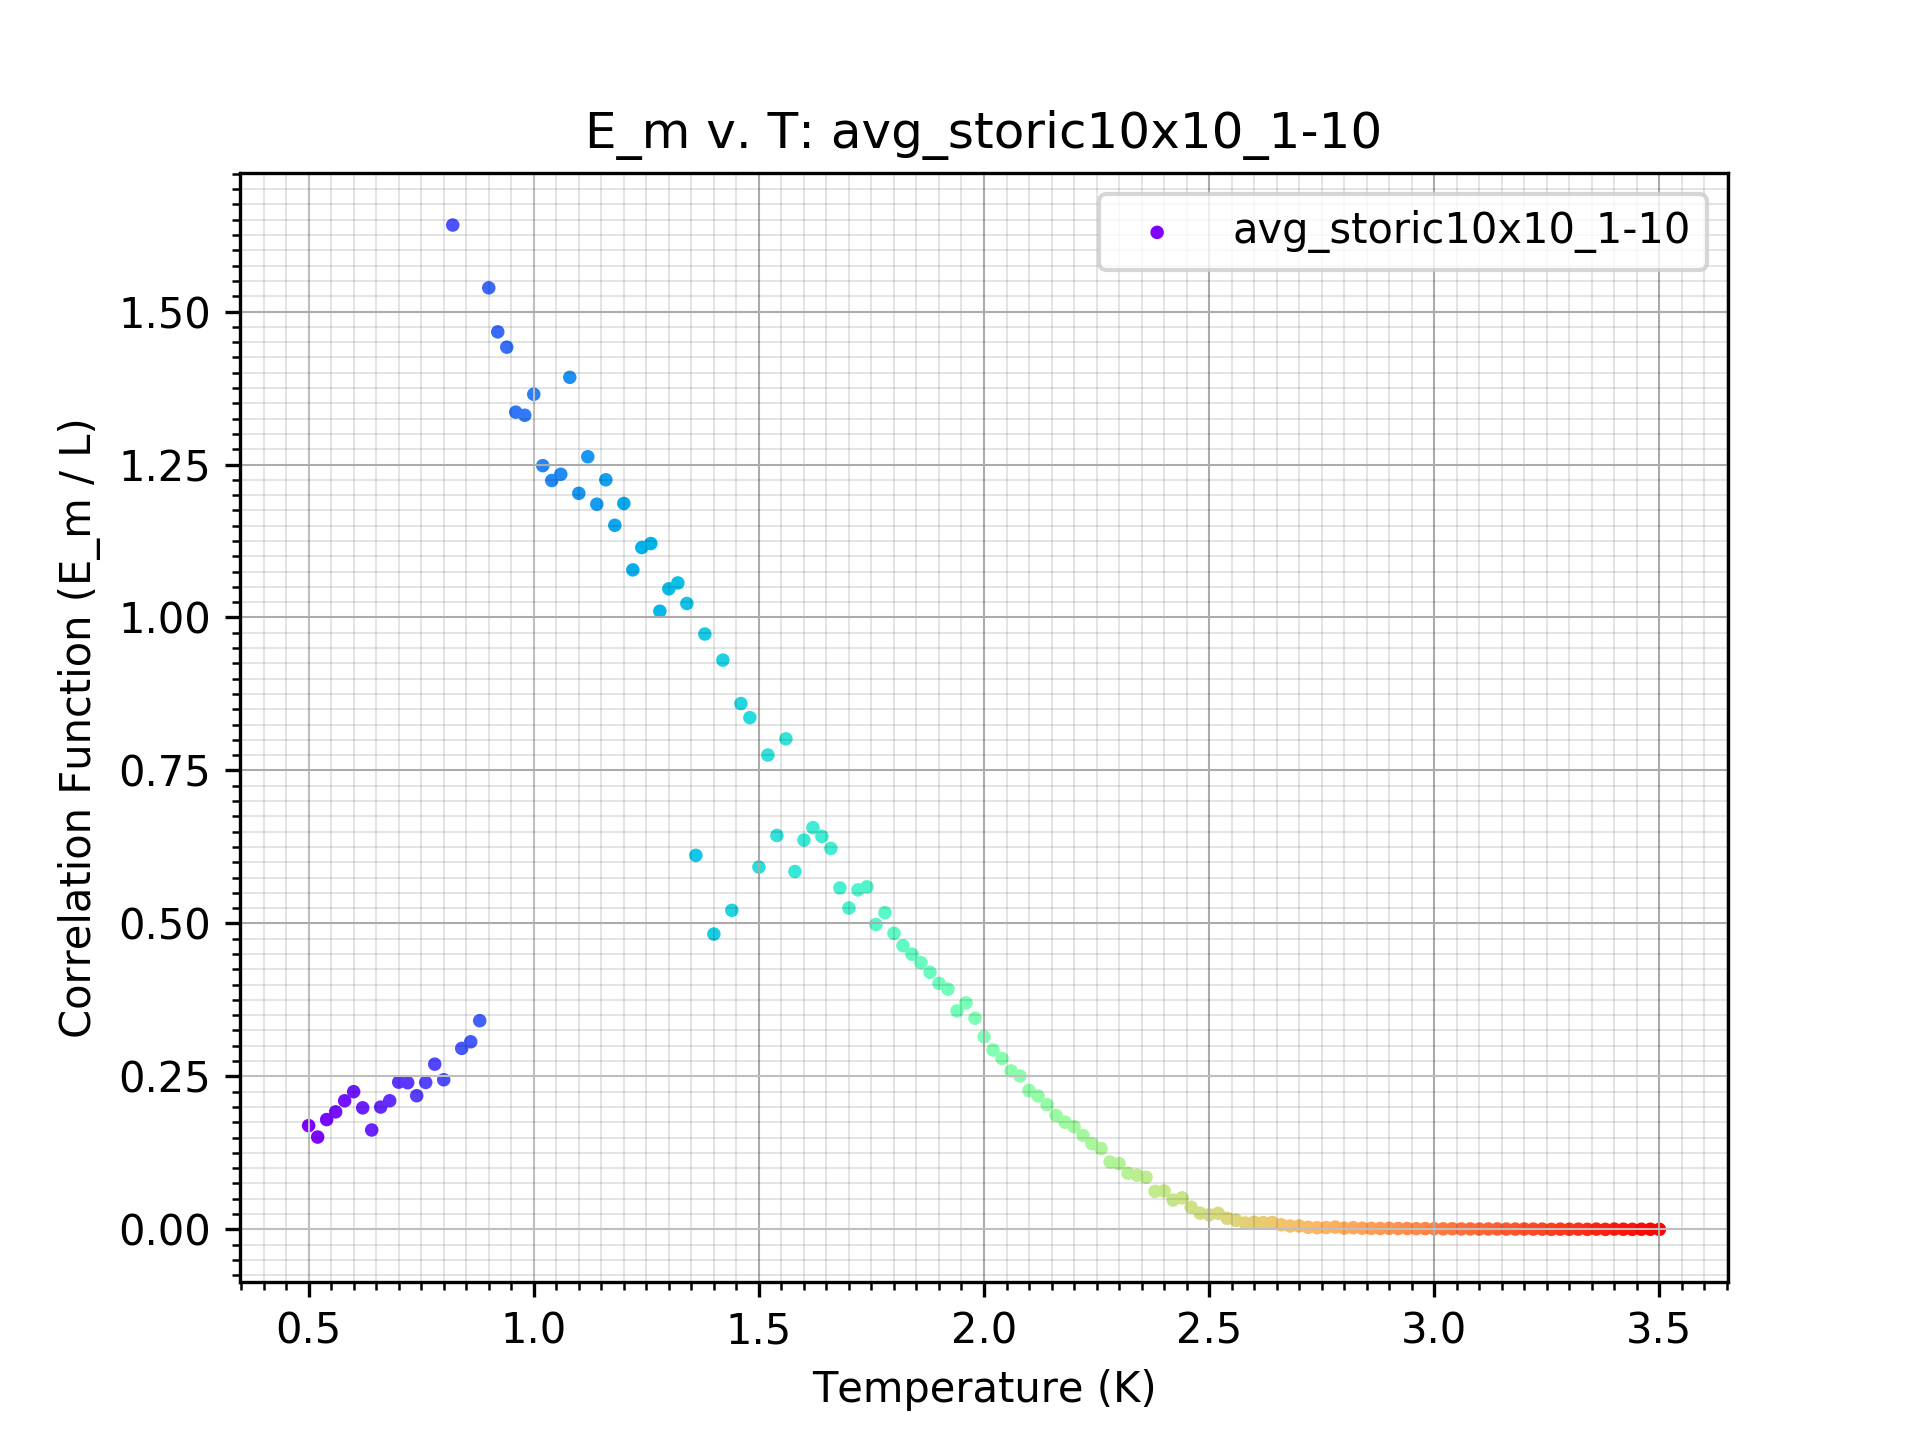 E_m v. T: avg_storic10x10_1-10
avg_storic10x10_1-10
Correlation Function (E_m / L)
1.50
1.25
1.00
0.75
0.50
0.25
0.00
0.5 1.0 1.5 2.0 2.5 3.0 3.5
Temperature (K)